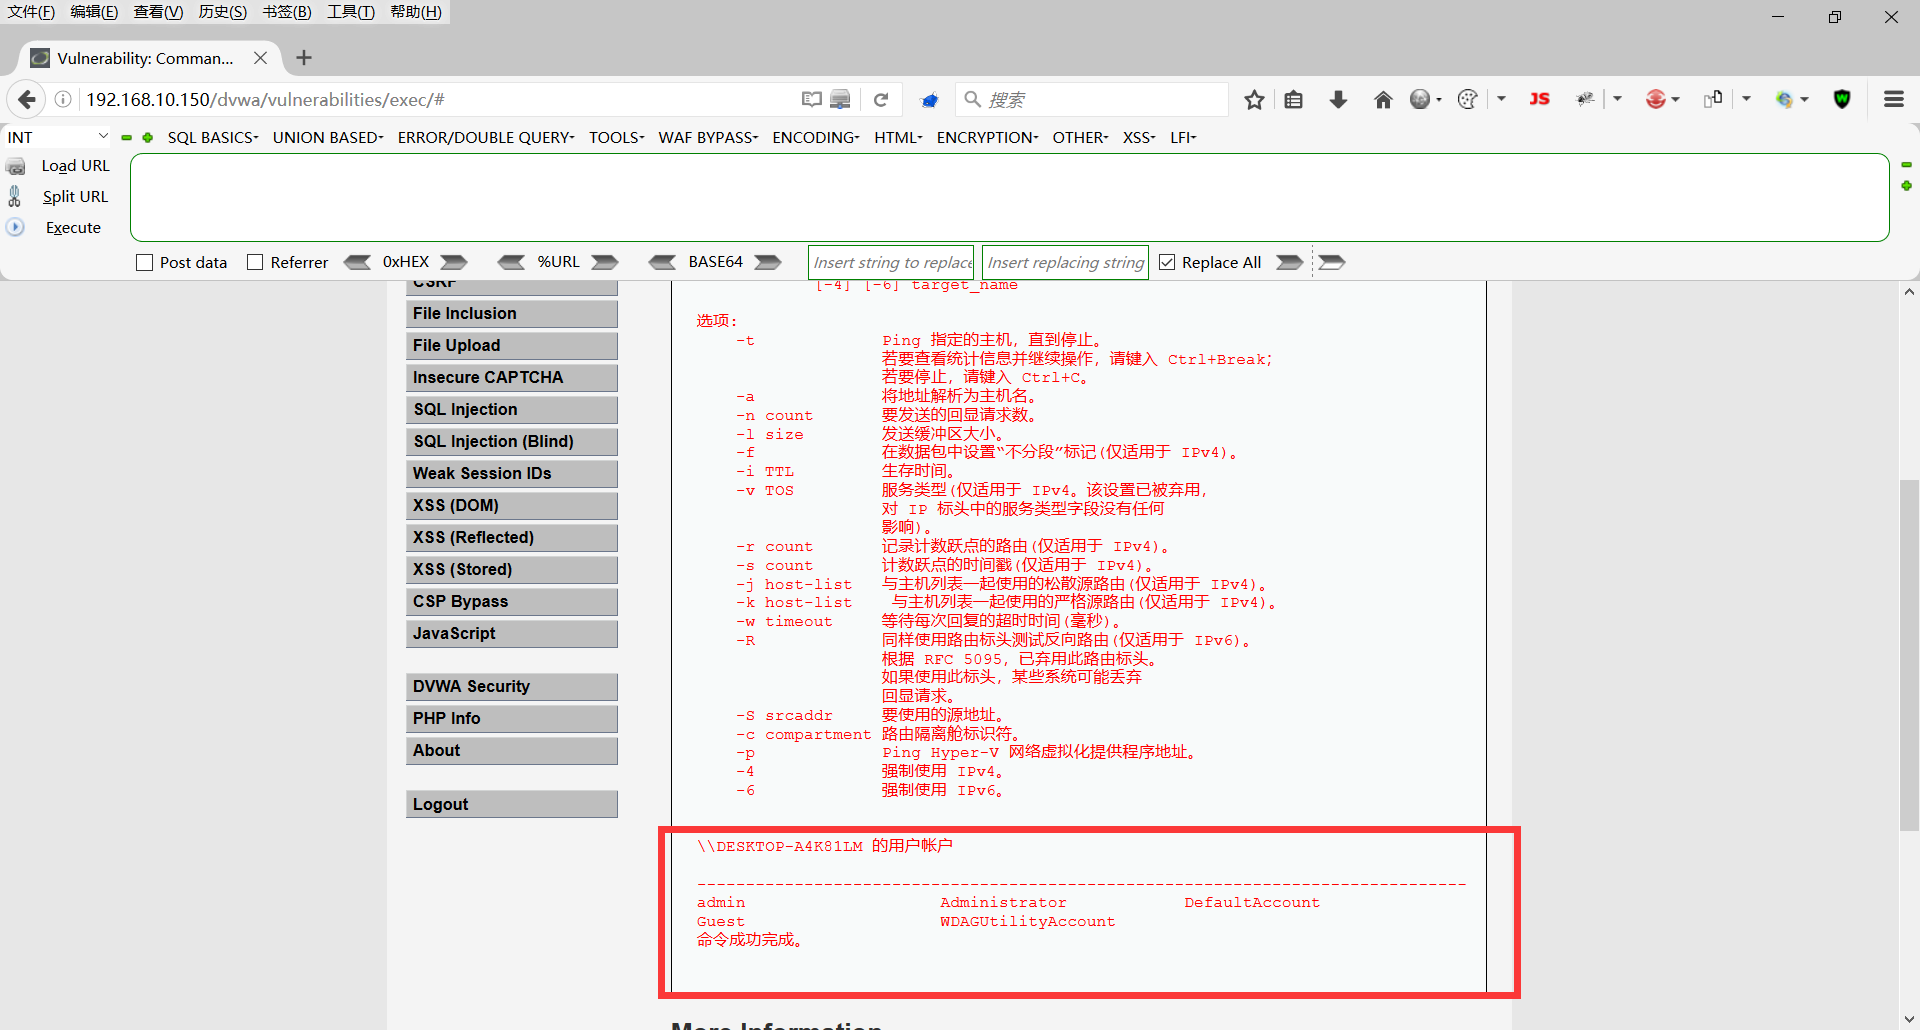 文件(F) 编辑(E) 查看(V) 历史(S) 书签(B) 工具(T) 帮助(H)
Vulnerability: Comman...
192.168.10.150/dvwa/vulnerabilities/exec/#
搜索
JS
INT
SQL BASICS
UNION BASED
ERROR/DOUBLE QUERY
TOOLS
WAF BYPASS
ENCODING
HTML
ENCRYPTION
OTHER
XSS
LFI
Load URL
Split URL
Execute
Post data
Referrer
0xHEX
%URL
BASE64
Insert string to replace
Insert replacing string
Replace All
CSRF
File Inclusion
File Upload
Insecure CAPTCHA
SQL Injection
SQL Injection (Blind)
Weak Session IDs
XSS (DOM)
XSS (Reflected)
XSS (Stored)
CSP Bypass
JavaScript
DVWA Security
PHP Info
About
Logout
[-4] [-6] target_name
选项:
-t Ping 指定的主机，直到停止。
若要查看统计信息并继续操作，请键入 Ctrl+Break;
若要停止，请键入 Ctrl+C。
-a 将地址解析为主机名。
-n count 要发送的回显请求数。
-l size 发送缓冲区大小。
-f 在数据包中设置“不分段”标记(仅适用于 IPv4)。
-i TTL 生存时间。
-v TOS 服务类型(仅适用于 IPv4。该设置已被弃用，
对 IP 标头中的服务类型字段没有任何
影响)。
-r count 记录计数跃点的路由(仅适用于 IPv4)。
-s count 计数跃点的时间戳(仅适用于 IPv4)。
-j host-list 与主机列表一起使用的松散源路由(仅适用于 IPv4)。
-k host-list 与主机列表一起使用的严格源路由(仅适用于 IPv4)。
-w timeout 等待每次回复的超时时间(毫秒)。
-R 同样使用路由标头测试反向路由(仅适用于 IPv6)。
根据 RFC 5095，已弃用此路由标头。
如果使用此标头，某些系统可能丢弃
回显请求。
-S srcaddr 要使用的源地址。
-c compartment 路由隔离舱标识符。
-p Ping Hyper-V 网络虚拟化提供程序地址。
-4 强制使用 IPv4。
-6 强制使用 IPv6。
\\DESKTOP-A4K81LM 的用户帐户
-------------------------------------------------------------------------------
admin Administrator DefaultAccount
Guest WDAGUtilityAccount
命令成功完成。
More Information